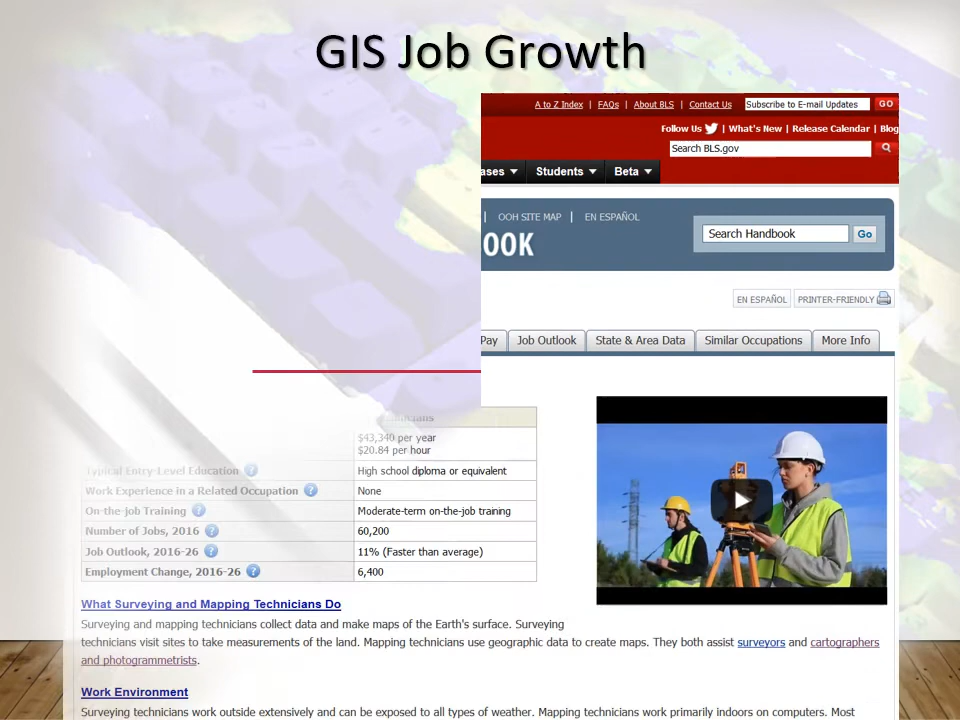 GIS Job Growth
A to Z Index | FAQs | About BLS | Contact Us Subscribe to E-mail Updates GO
Follow Us | What's New | Release Calendar | Blog
Search BLS.gov
ases Students Beta
| OOH SITE MAP | EN ESPAÑOL
OOK Search Handbook Go
EN ESPAÑOL PRINTER-FRIENDLY
Pay Job Outlook State & Area Data Similar Occupations More Info
$43,340 per year
$20.84 per hour
Typical Entry-Level Education ? High school diploma or equivalent
Work Experience in a Related Occupation ? None
On-the-job Training ? Moderate-term on-the-job training
Number of Jobs, 2016 ? 60,200
Job Outlook, 2016-26 ? 11% (Faster than average)
Employment Change, 2016-26 ? 6,400
What Surveying and Mapping Technicians Do
Surveying and mapping technicians collect data and make maps of the Earth's surface. Surveying
technicians visit sites to take measurements of the land. Mapping technicians use geographic data to create maps. They both assist surveyors and cartographers
and photogrammetrists.
Work Environment
Surveying technicians work outside extensively and can be exposed to all types of weather. Mapping technicians work primarily indoors on computers. Most